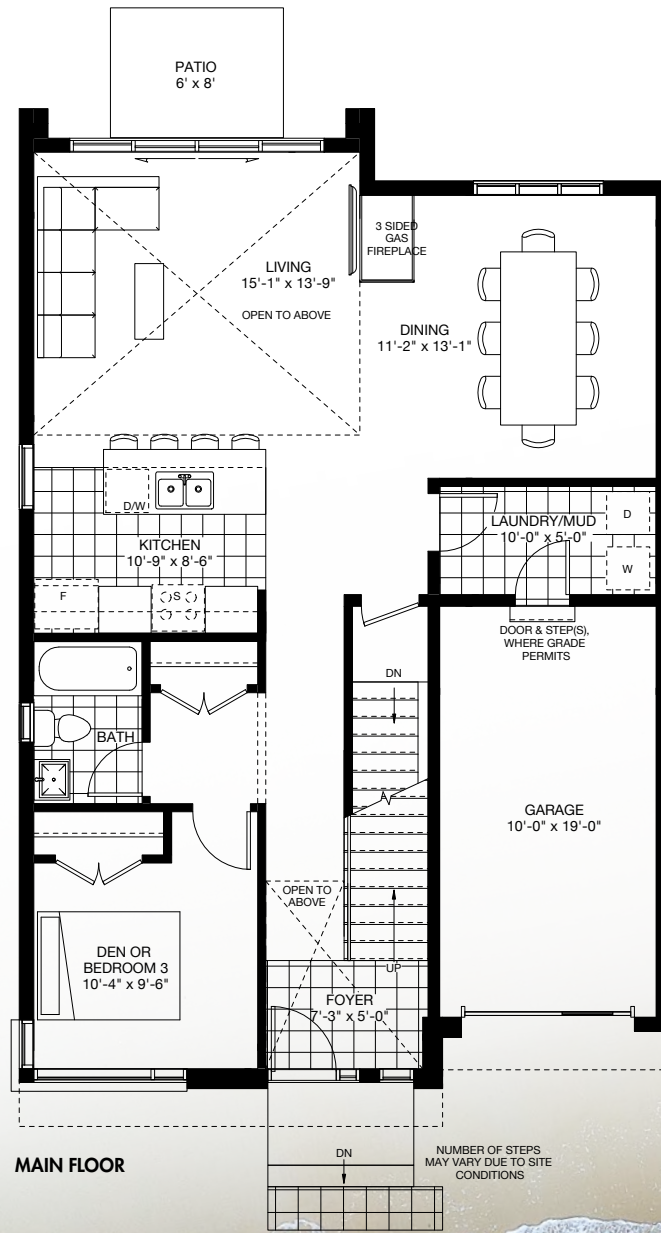 PATIO
6' x 8'
3 SIDED
GAS
FIREPLACE
LIVING
15'-1" x 13'-9"
OPEN TO ABOVE
DINING
11'-2" x 13'-1"
D/W
KITCHEN
10'-9" x 8'-6"
F
S
LAUNDRY/MUD
10'-0" x 5'-0"
D
W
DOOR & STEP(S),
WHERE GRADE
PERMITS
DN
BATH
GARAGE
10'-0" x 19'-0"
OPEN TO
ABOVE
UP
DEN OR
BEDROOM 3
10'-4" x 9'-6"
FOYER
7'-3" x 5'-0"
MAIN FLOOR
DN
NUMBER OF STEPS
MAY VARY DUE TO SITE
CONDITIONS